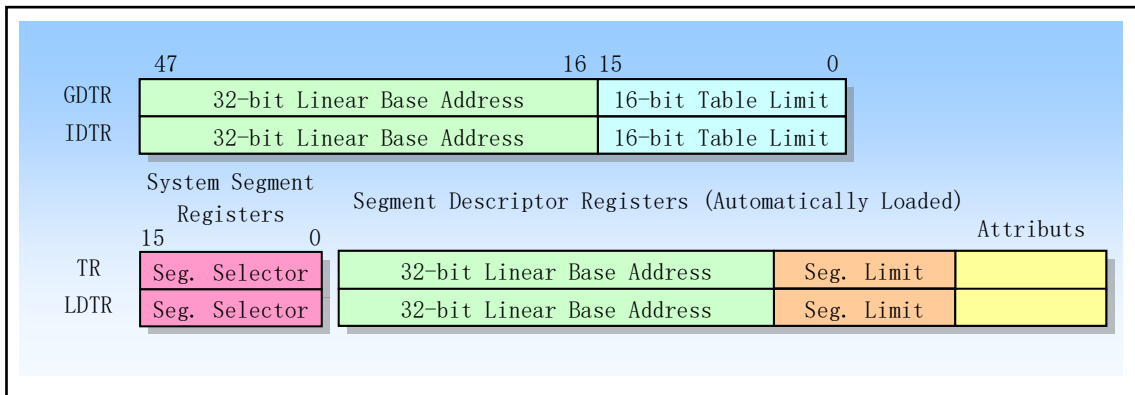 47 16 15 0
GDTR 32-bit Linear Base Address 16-bit Table Limit
IDTR 32-bit Linear Base Address 16-bit Table Limit
System Segment
Registers
Segment Descriptor Registers (Automatically Loaded)
Attributs
15 0
TR Seg. Selector 32-bit Linear Base Address Seg. Limit
LDTR Seg. Selector 32-bit Linear Base Address Seg. Limit